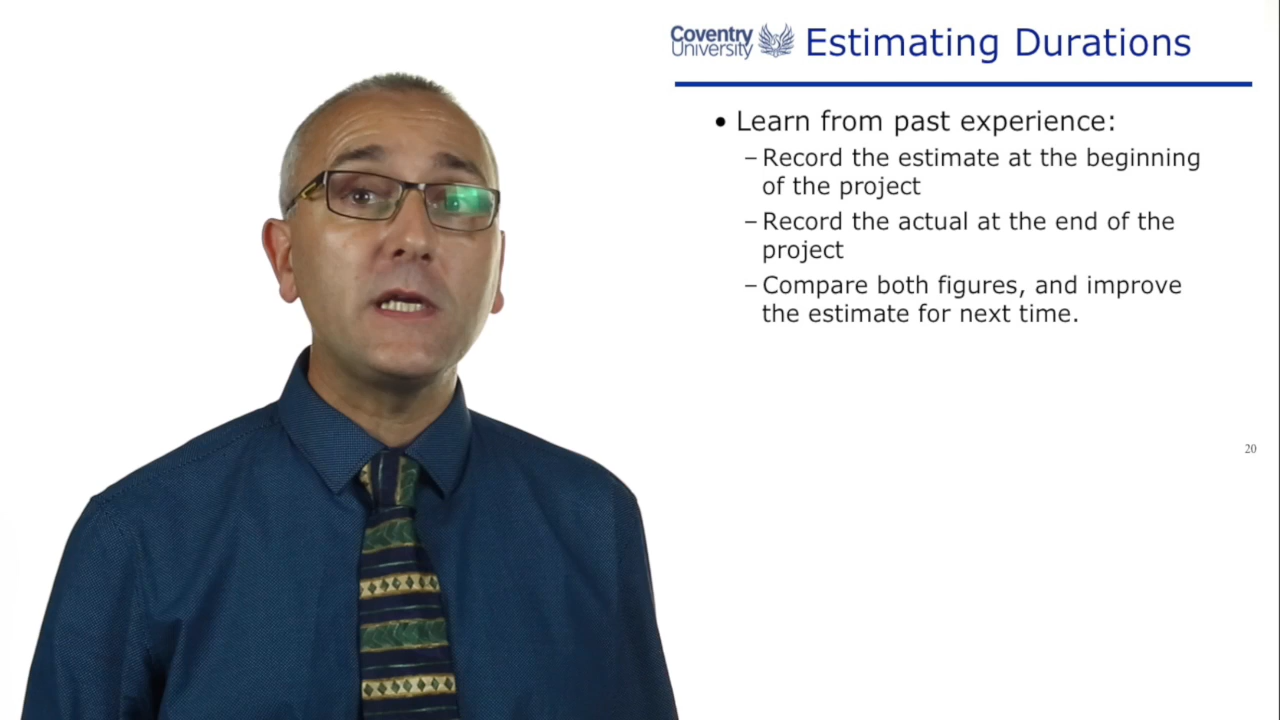 Coventry
University
Estimating Durations
• Learn from past experience:
– Record the estimate at the beginning
of the project
– Record the actual at the end of the
project
– Compare both figures, and improve
the estimate for next time.
20